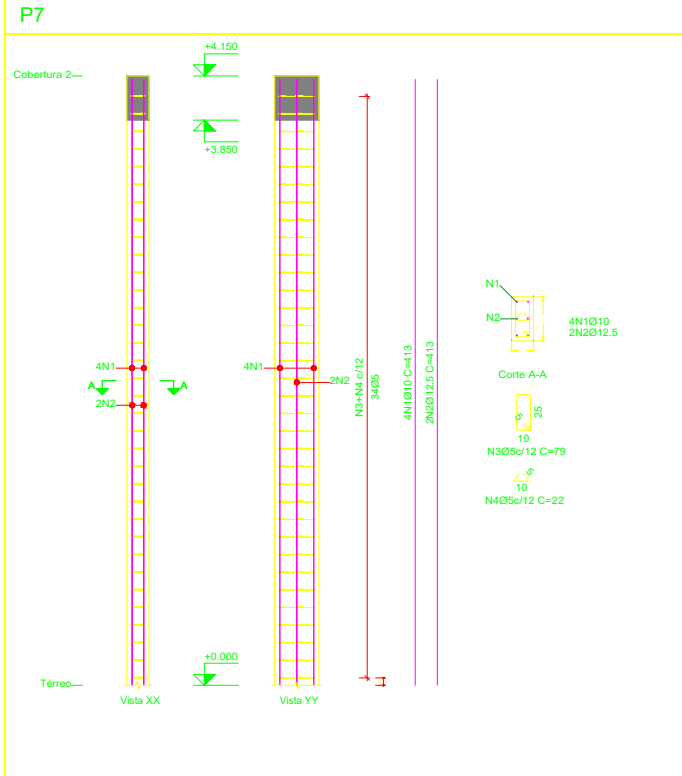 P7
+4.150
Cobertura 2
+3.850
N1
N2
4N1Ø10
2N2Ø12.5
4N1
4N1
A
A
2N2
2N2
N3+N4 c/12
34Ø5
4N1Ø10 C=413
2N2Ø12.5 C=413
Corte A-A
5
25
10
N3Ø5c/12 C=79
5
10
N4Ø5c/12 C=22
+0.000
Térreo
Vista XX
Vista YY